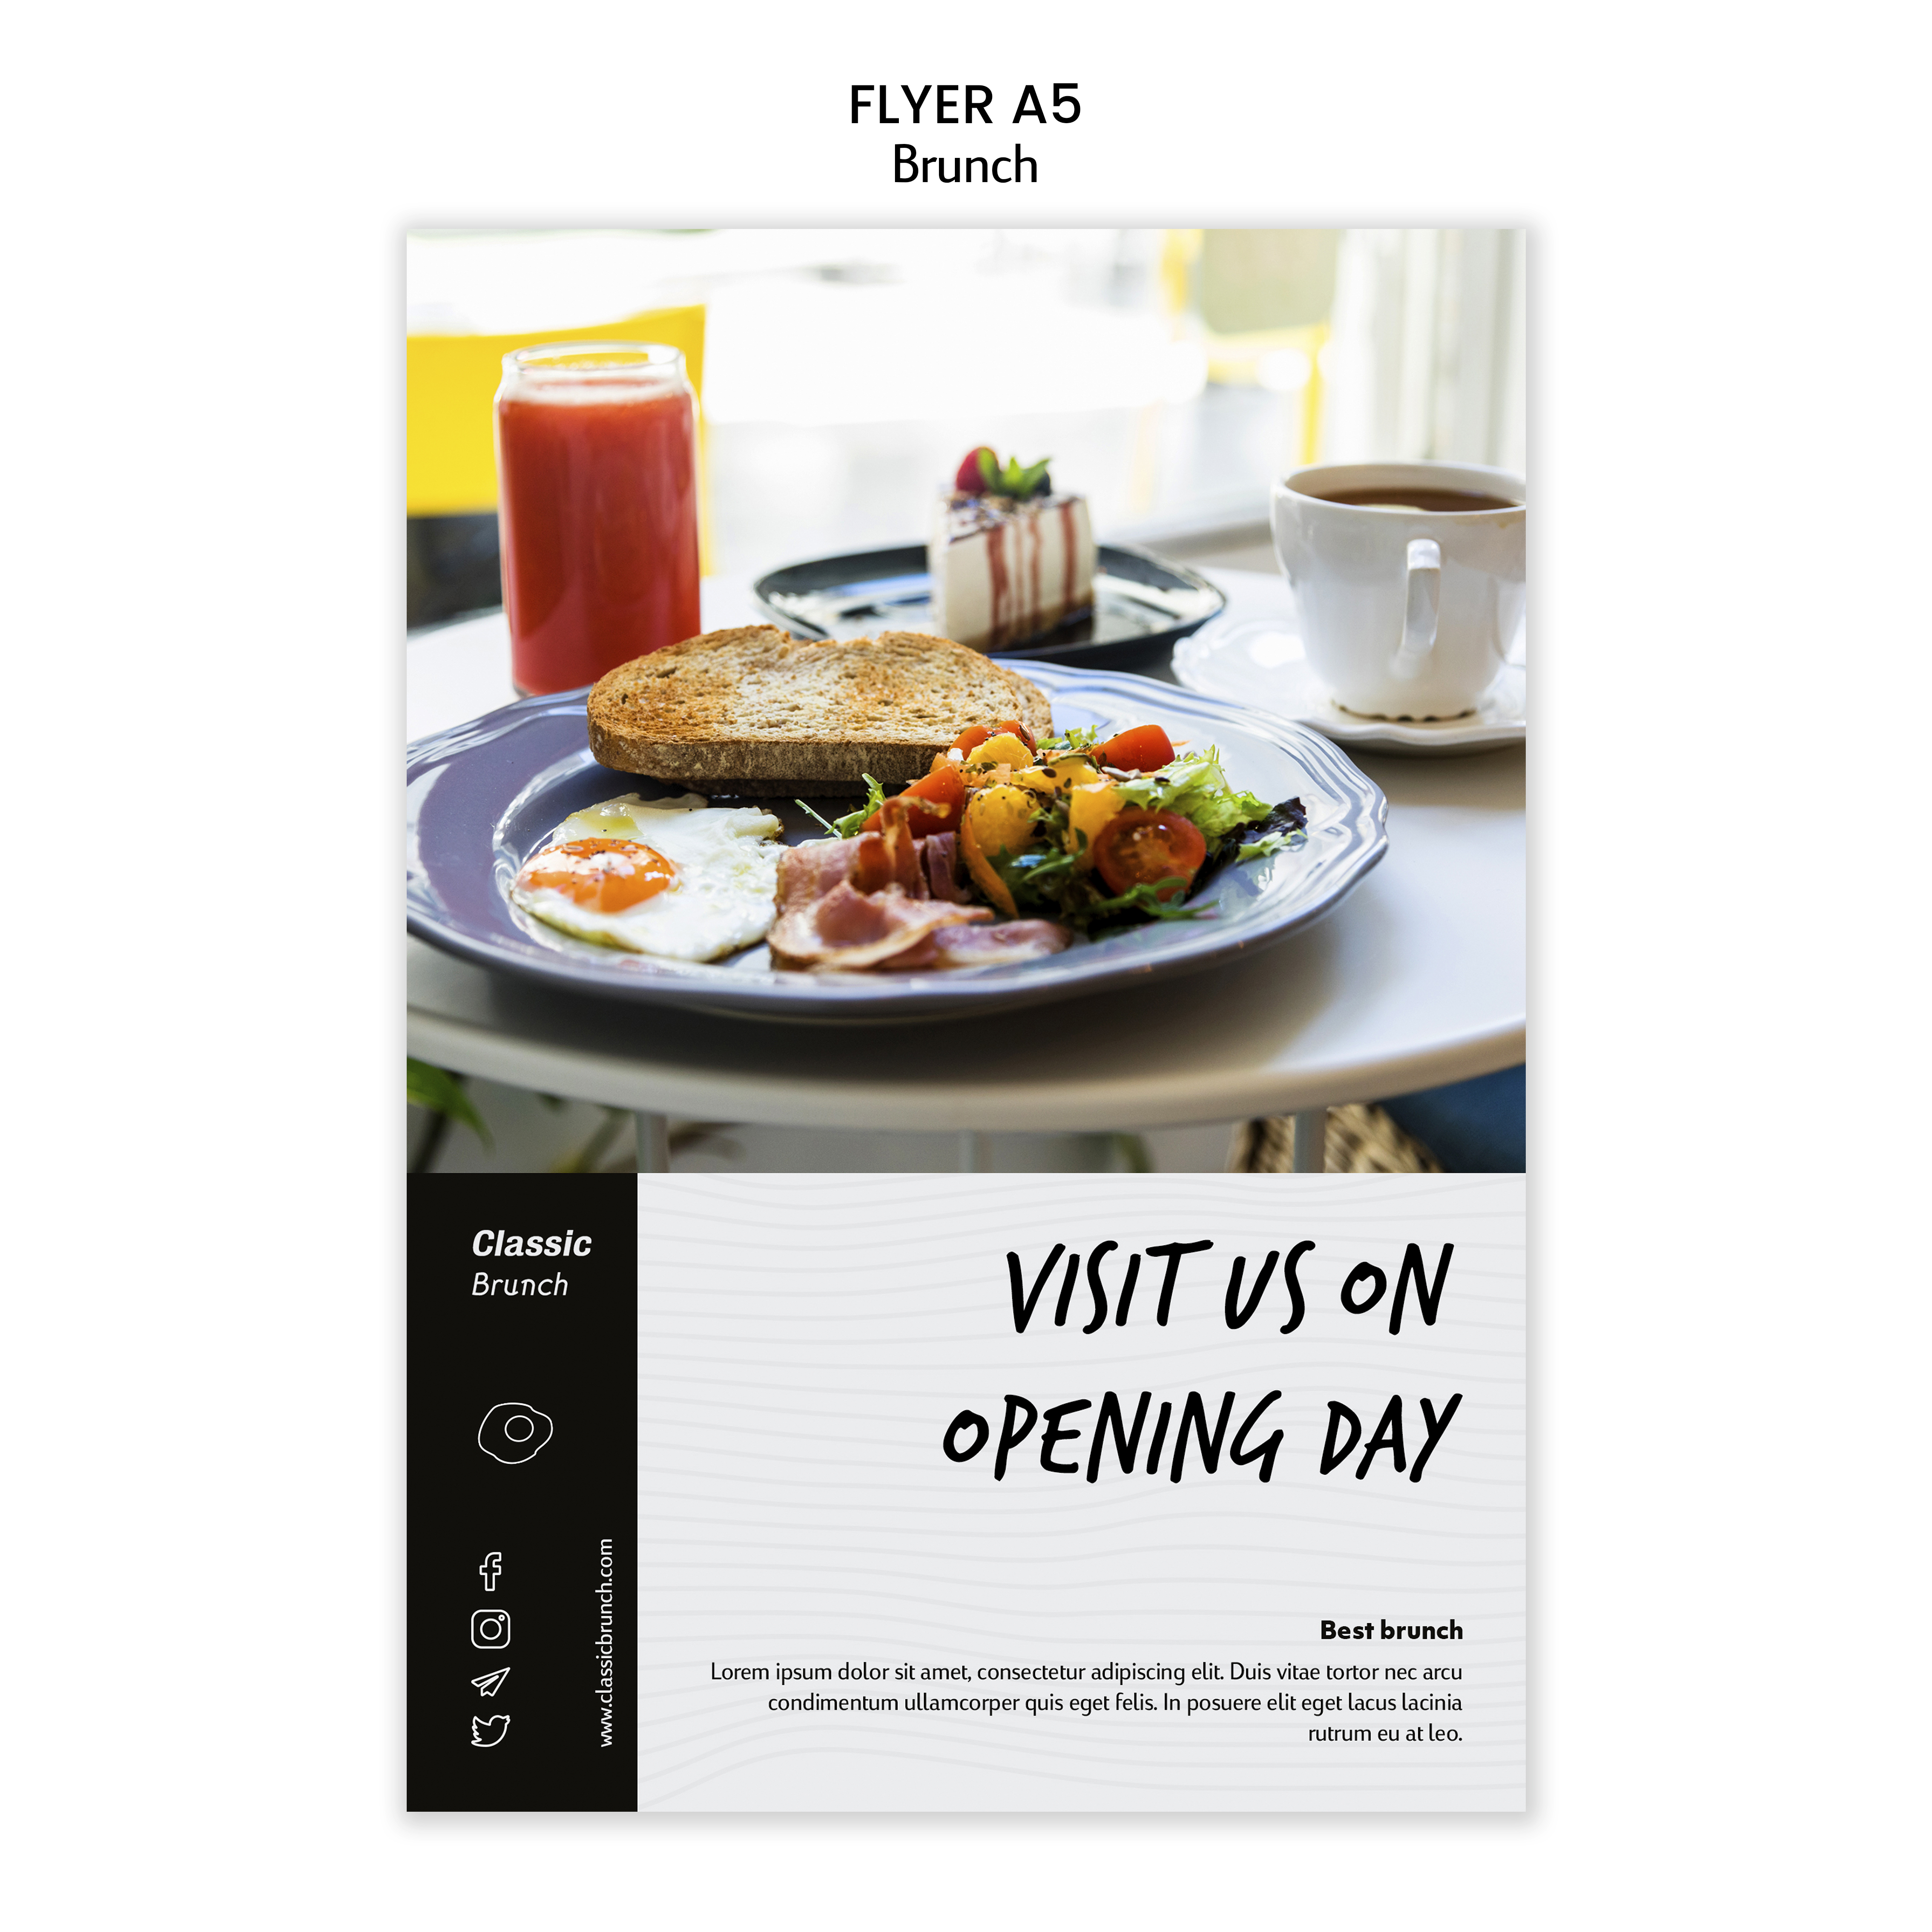 FLYER A5
Brunch
Classic
Brunch
www.classicbrunch.com
VISIT US ON
OPENING DAY
Best brunch
Lorem ipsum dolor sit amet, consectetur adipiscing elit. Duis vitae tortor nec arcu
condimentum ullamcorper quis eget felis. In posuere elit eget lacus lacinia
rutrum eu at leo.